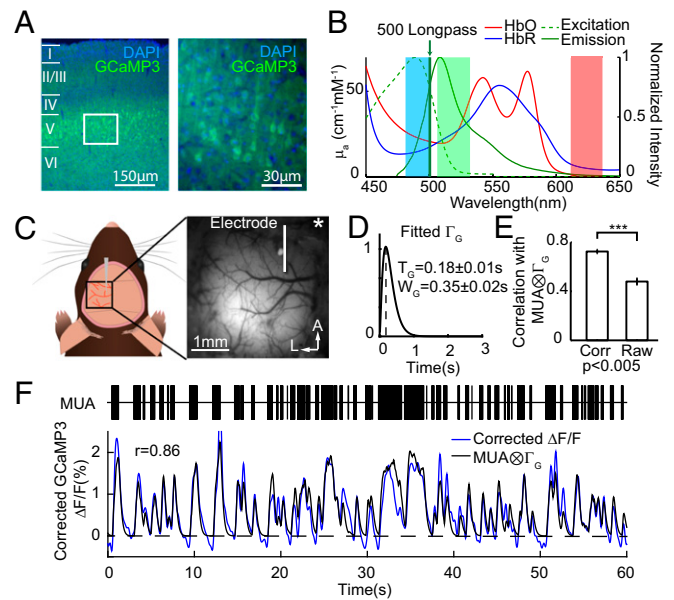 A
DAPI
GCaMP3
I
II/III
IV
V
VI
150µm
DAPI
GCaMP3
30µm
B
500 Longpass
HbO
HbR
Excitation
Emission
µa (cm-1mM-1)
50
0
1
0.5
0
Normalized Intensity
450
500
550
600
650
Wavelength(nm)
C
Electrode
*
1mm
A
L
D
Fitted ΓG
1
TG=0.18±0.01s
WG=0.35±0.02s
0
0
1
2
3
Time(s)
E
***
Correlation with
MUA⊗ΓG
0.8
0.4
0
Corr
Raw
p<0.005
F
MUA
Corrected GCaMP3
ΔF/F(%)
2
1
0
r=0.86
Corrected ΔF/F
MUA⊗ΓG
0
10
20
30
40
50
60
Time(s)